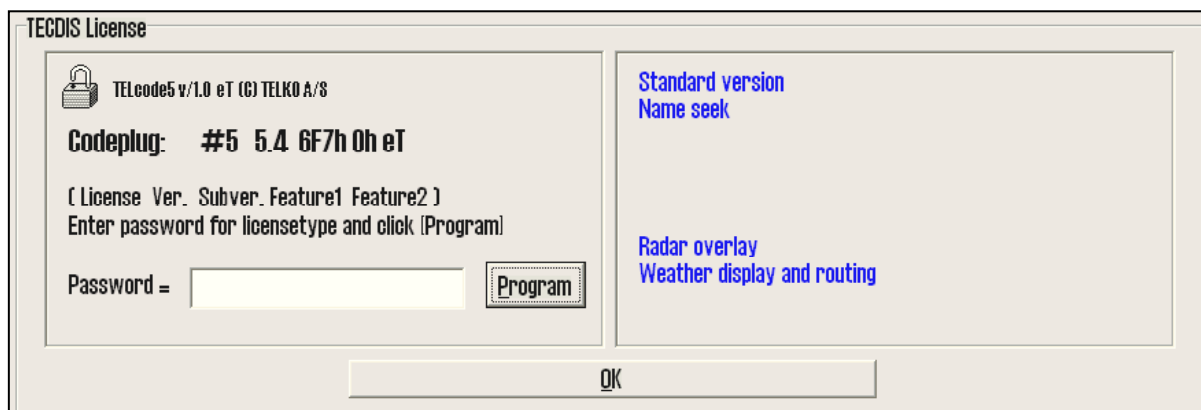 TECDIS License
TELcode5 v/1.0 eT (C) TELKO A/S
Codeplug: #5 5.4 6F7h 0h eT
( License Ver. Subver. Feature1 Feature2 )
Enter password for licensetype and click [Program]
Password =
Program
Standard version
Name seek
Radar overlay
Weather display and routing
OK